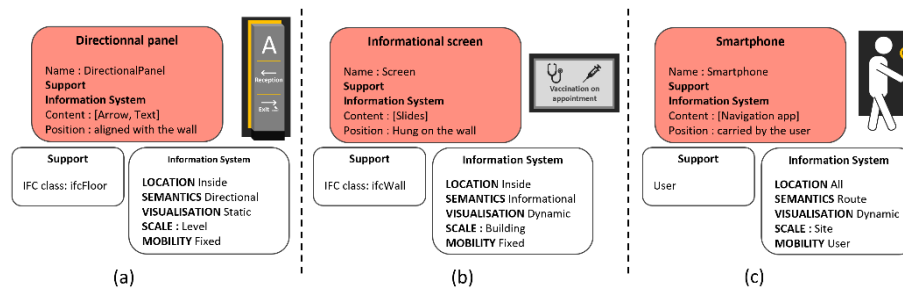 Directionnal panel
Name : DirectionalPanel
Support
Information System
Content : [Arrow, Text]
Position : aligned with the wall
A
Reception
Exit
Support
IFC class: ifcFloor
Information System
LOCATION Inside
SEMANTICS Directional
VISUALISATION Static
SCALE : Level
MOBILITY Fixed
(a)
Informational screen
Name : Screen
Support
Information System
Content : [Slides]
Position : Hung on the wall
Vaccination on
appointment
Support
IFC class: ifcWall
Information System
LOCATION Inside
SEMANTICS Informational
VISUALISATION Dynamic
SCALE : Building
MOBILITY Fixed
(b)
Smartphone
Name : Smartphone
Support
Information System
Content : [Navigation app]
Position : carried by the user
Support
User
Information System
LOCATION All
SEMANTICS Route
VISUALISATION Dynamic
SCALE : Site
MOBILITY User
(c)